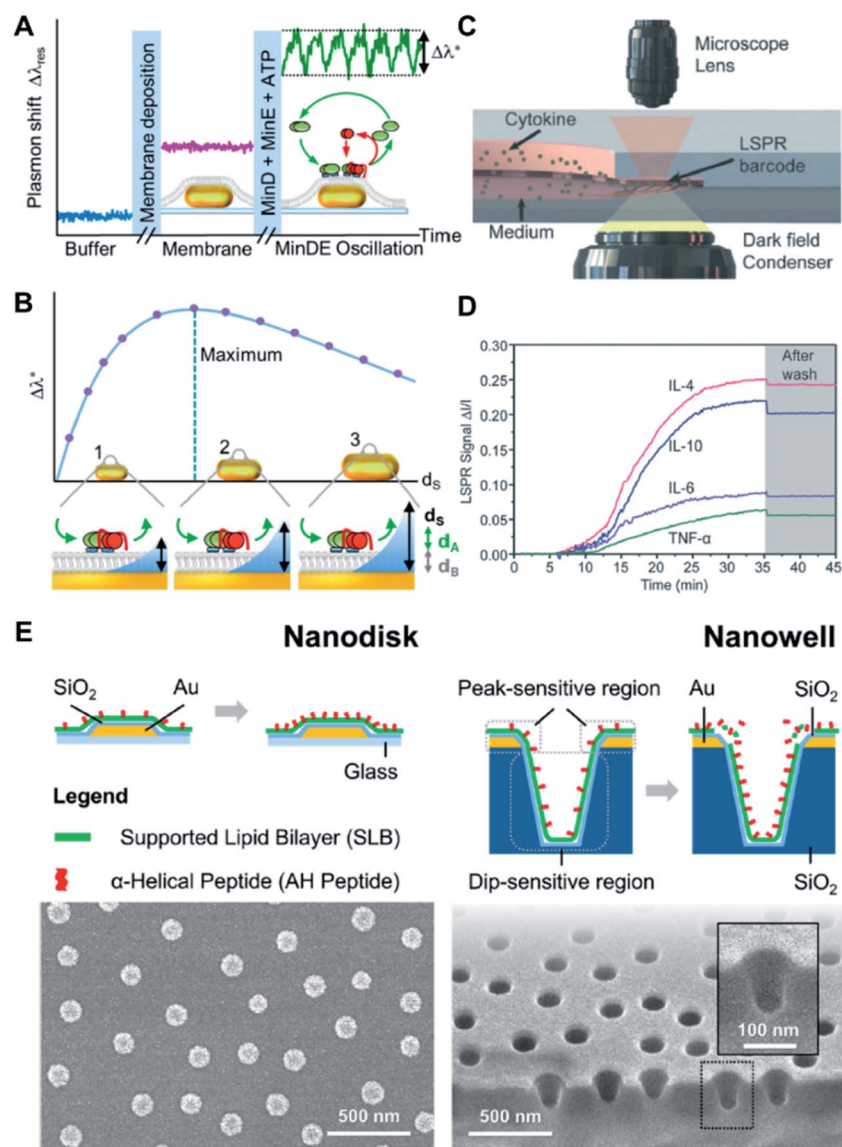 A
Plasmon shift Δλres
Membrane deposition
MinD + MinE + ATP
Δλ*
Buffer
Membrane
MinDE Oscillation
Time
B
Δλ*
Maximum
1
2
3
dS
dS
dA
dB
C
Microscope
Lens
Cytokine
LSPR
barcode
Medium
Dark field
Condenser
D
LSPR Signal ΔI/I
0.30
0.25
0.20
0.15
0.10
0.05
0.00
After
wash
IL-4
IL-10
IL-6
TNF-α
0 5 10 15 20 25 30 35 40 45
Time (min)
E
Nanodisk
Nanowell
SiO2
Au
Glass
Peak-sensitive region
Au
SiO2
Legend
Supported Lipid Bilayer (SLB)
α-Helical Peptide (AH Peptide)
Dip-sensitive region
SiO2
500 nm
100 nm
500 nm